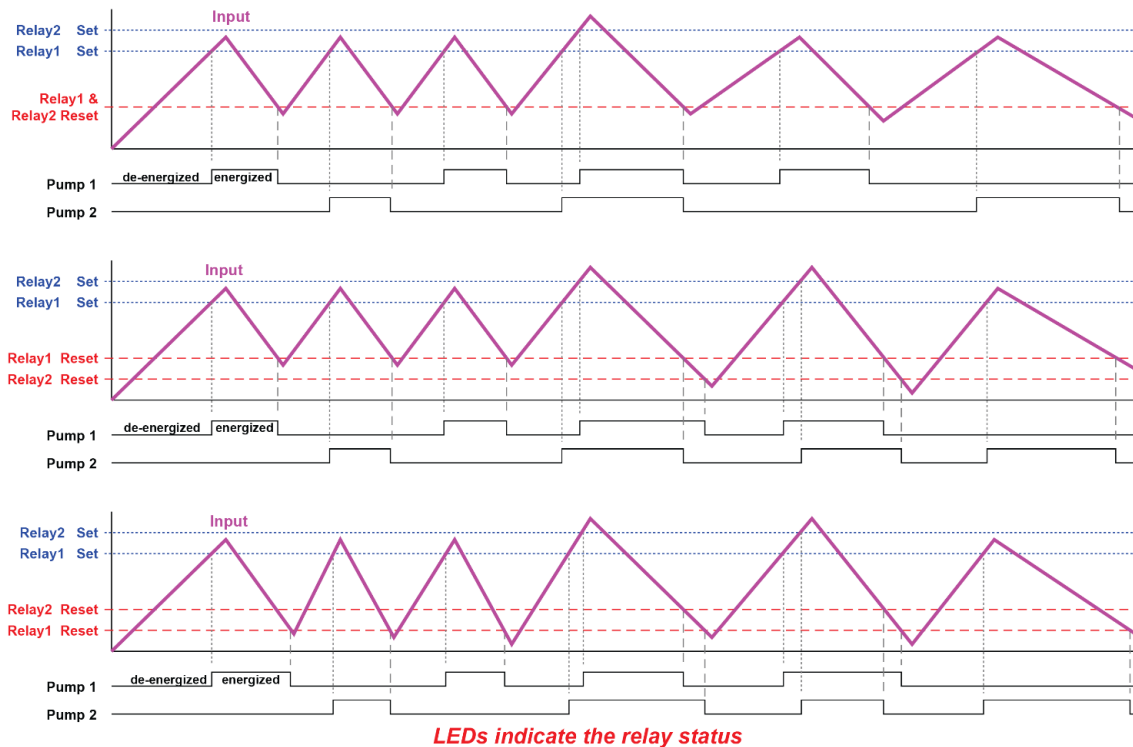 Input
Relay2 Set
Relay1 Set
Relay1 &
Relay2 Reset
de-energized energized
Pump 1
Pump 2
Input
Relay2 Set
Relay1 Set
Relay1 Reset
Relay2 Reset
de-energized energized
Pump 1
Pump 2
Input
Relay2 Set
Relay1 Set
Relay2 Reset
Relay1 Reset
de-energized energized
Pump 1
Pump 2
LEDs indicate the relay status